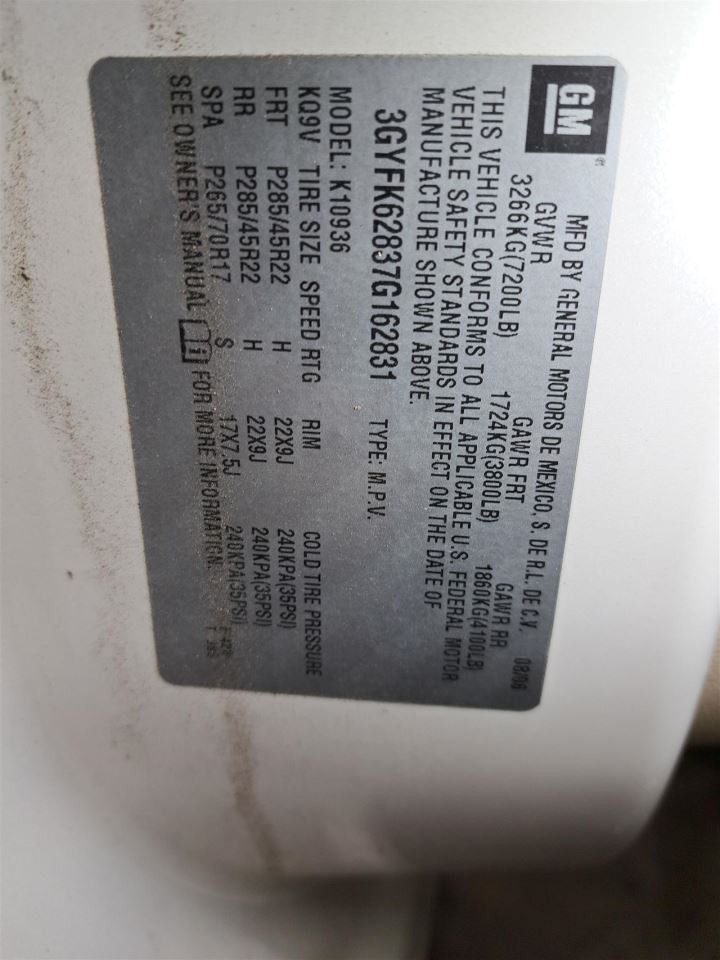 GM
MFD BY GENERAL MOTORS DE MEXICO, S. DE R.L. DE C.V. 08/06
GVWR GAWR FRT GAWR RR
3266KG(7200LB) 1724KG(3800LB) 1860KG(4100LB)
THIS VEHICLE CONFORMS TO ALL APPLICABLE U.S. FEDERAL MOTOR
VEHICLE SAFETY STANDARDS IN EFFECT ON THE DATE OF
MANUFACTURE SHOWN ABOVE.
3GYFK62837G162831 TYPE: M.P.V.
MODEL: K10936
KQ9V TIRE SIZE SPEED RTG RIM COLD TIRE PRESSURE
FRT P285/45R22 H 22X9J 240KPA(35PSI)
RR P285/45R22 H 22X9J 240KPA(35PSI)
SPA P265/70R17 S 17X7.5J 240KPA(35PSI)
SEE OWNER'S MANUAL FOR MORE INFORMATION.